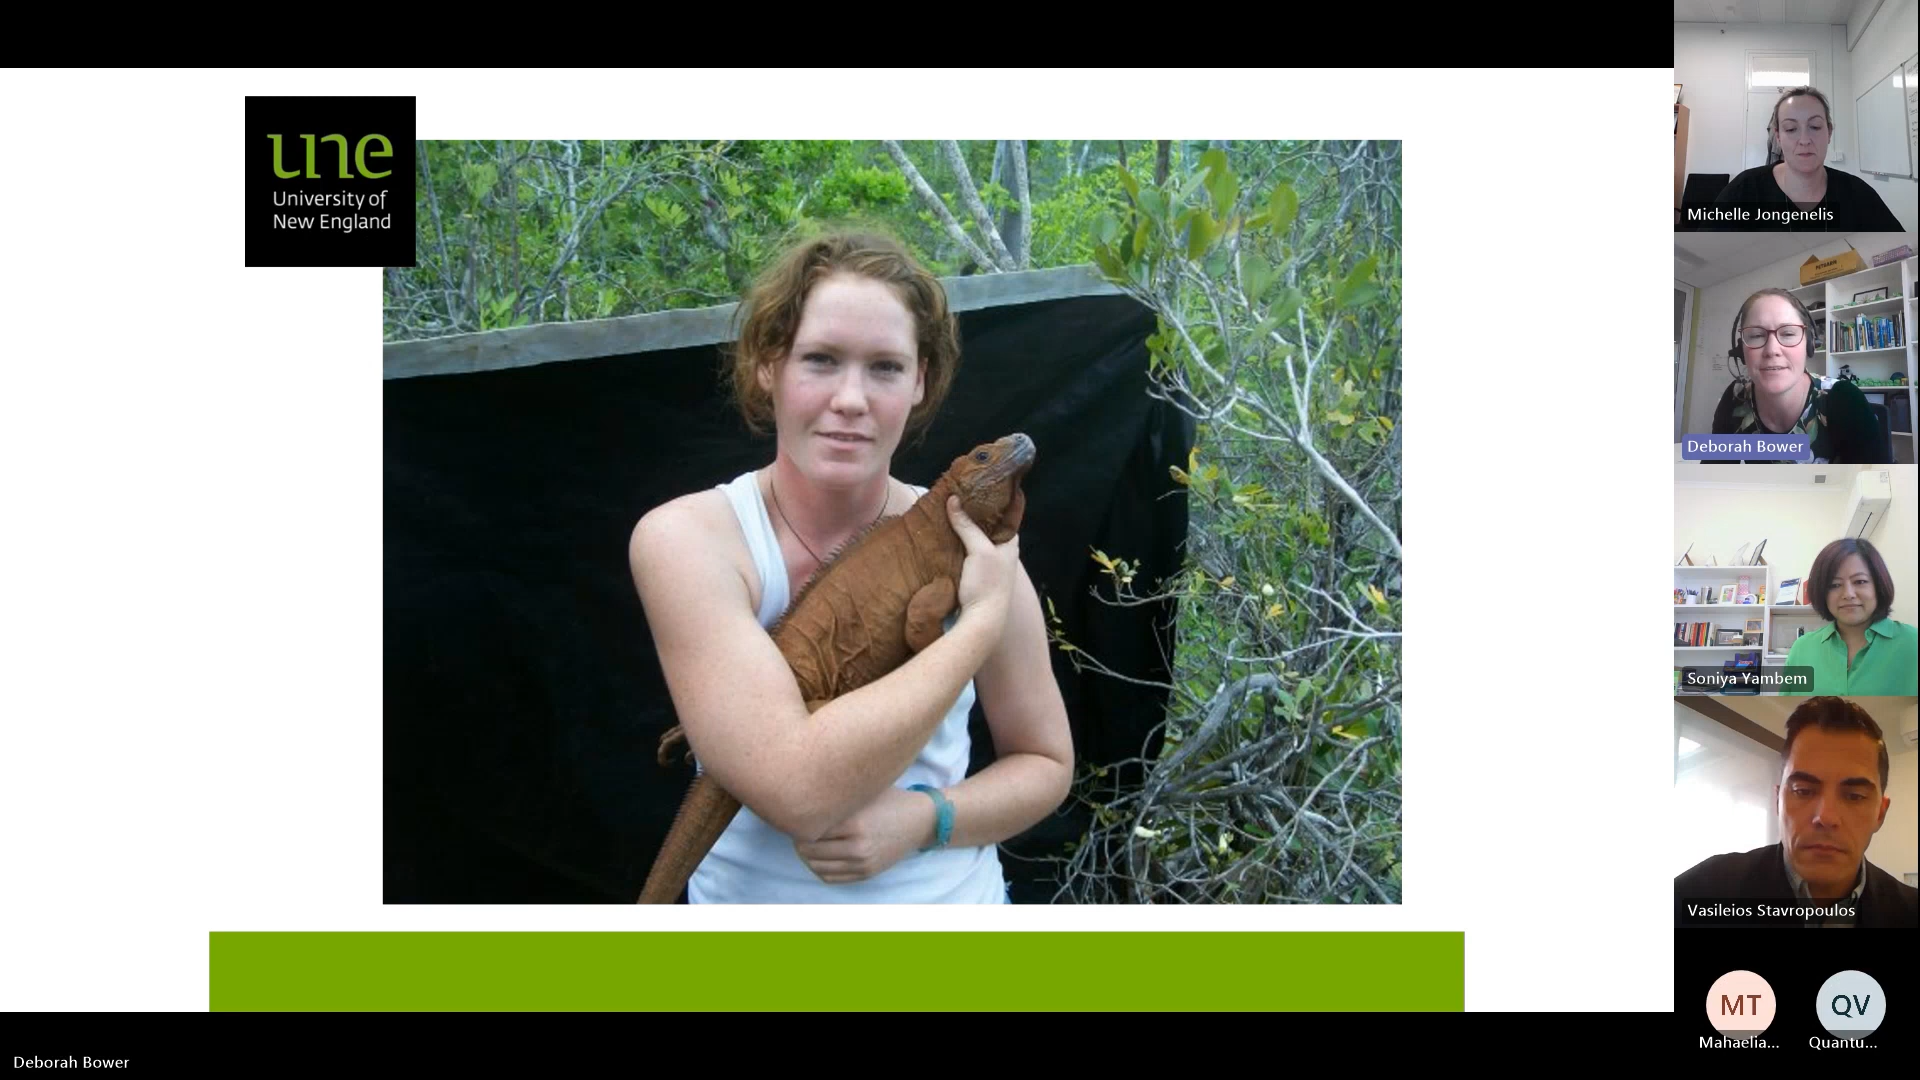 une
University of
New England
Michelle Jongenelis
Deborah Bower
Soniya Yambem
Vasileios Stavropoulos
MT
QV
Mahaelia...
Quantu...
Deborah Bower